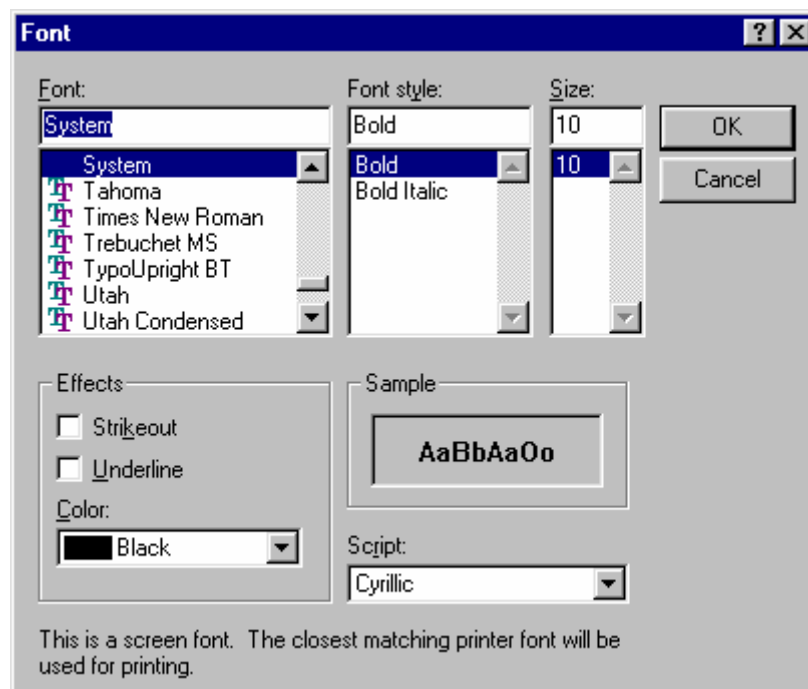 Font
Font:
Font style:
Size:
System
Bold
10
OK
System
Tahoma
Times New Roman
Trebuchet MS
TypoUpright BT
Utah
Utah Condensed
Bold
Bold Italic
10
Cancel
Effects
Strikeout
Underline
Color:
Black
Sample
AaBbAaOo
Script:
Cyrillic
This is a screen font.  The closest matching printer font will be
used for printing.